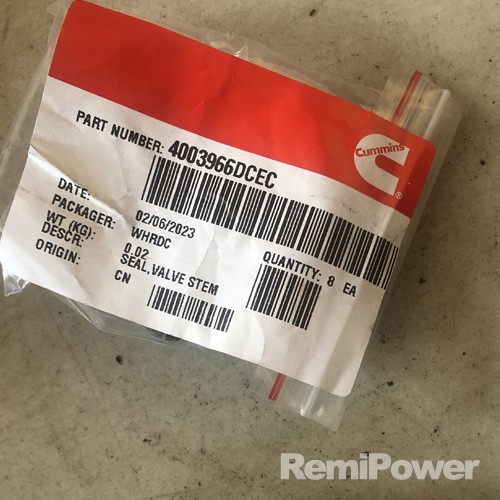 Cummins
®
PART NUMBER: 4003966DCEC
DATE: 02/06/2023
PACKAGER: WHRDC
WT (KG): 0.02
DESCR: SEAL,VALVE STEM
ORIGIN: CN
QUANTITY: 8 EA
RemiPower